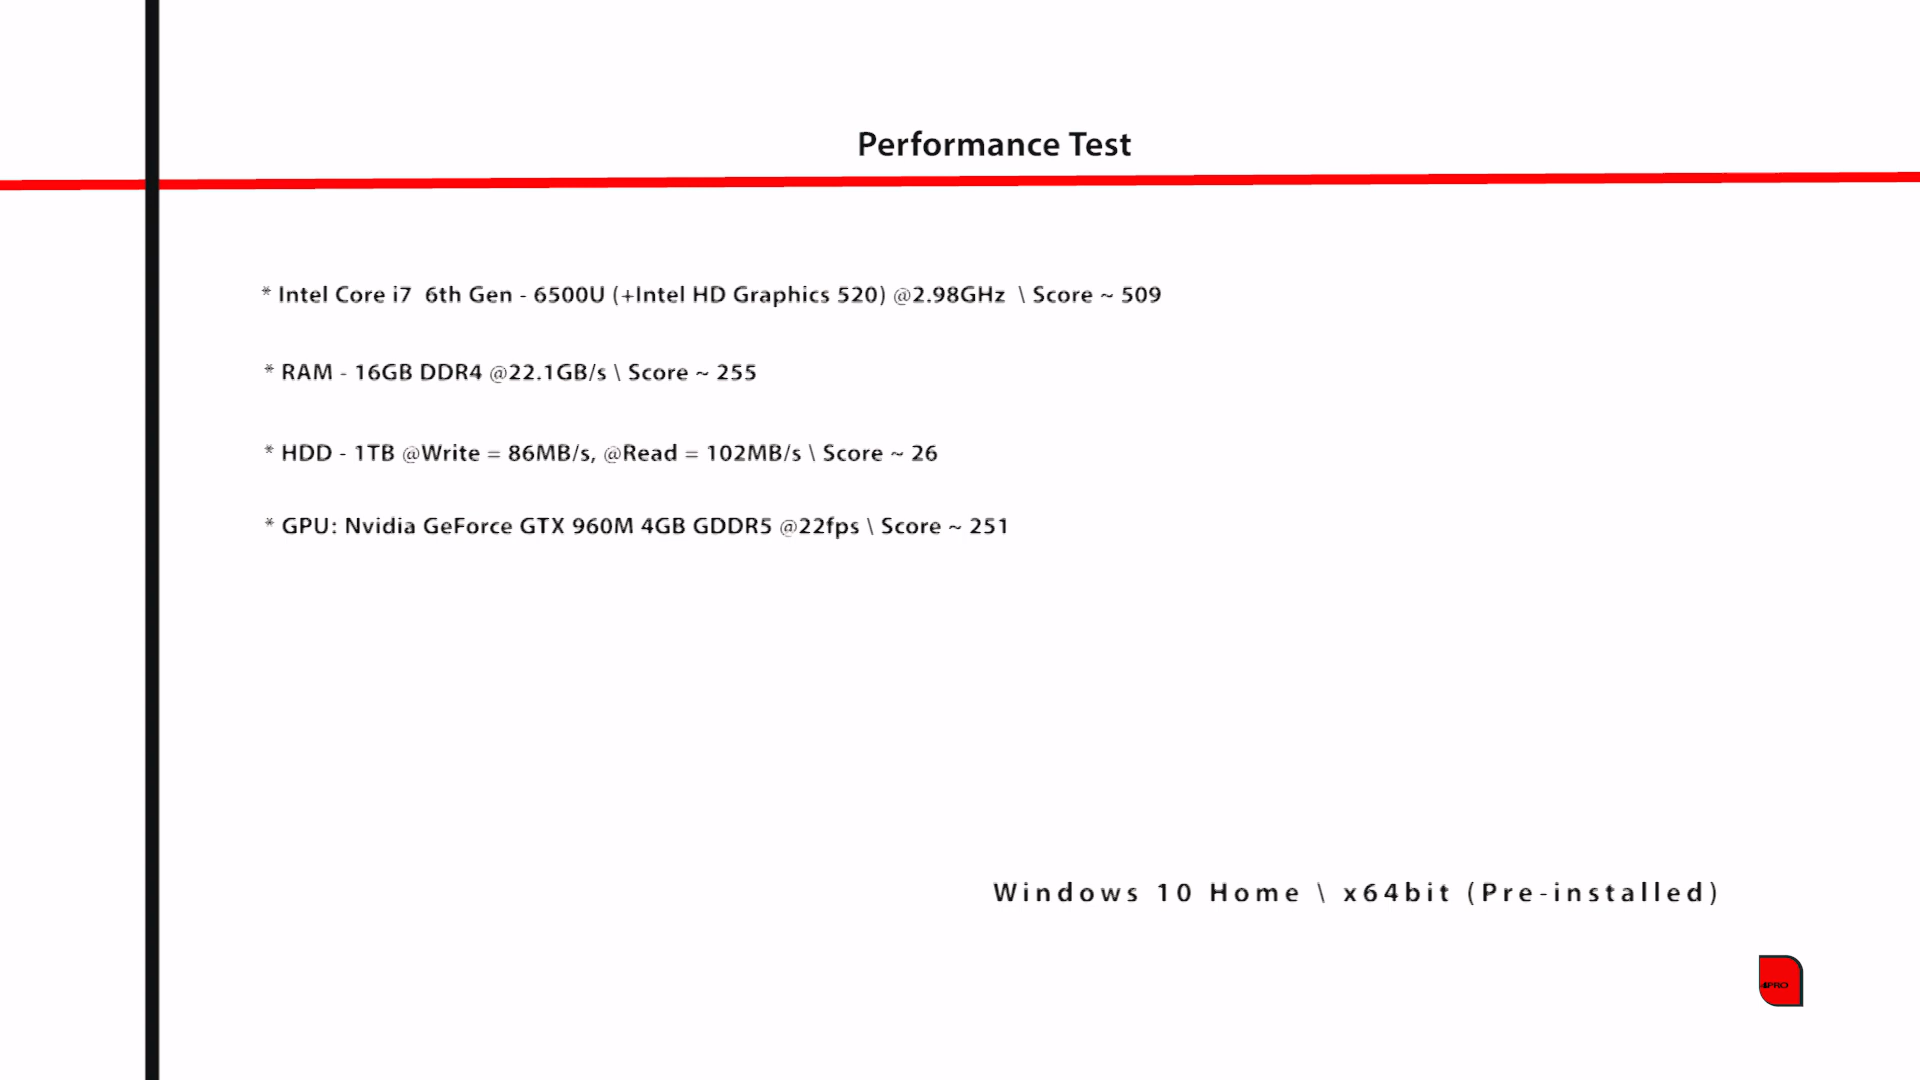 Performance Test
* Intel Core i7  6th Gen - 6500U (+Intel HD Graphics 520) @2.98GHz  \ Score ~ 509
* RAM - 16GB DDR4 @22.1GB/s \ Score ~ 255
* HDD - 1TB @Write = 86MB/s, @Read = 102MB/s \ Score ~ 26
* GPU: Nvidia GeForce GTX 960M 4GB GDDR5 @22fps \ Score ~ 251
Windows 10 Home \ x64bit (Pre-installed)
4PRO